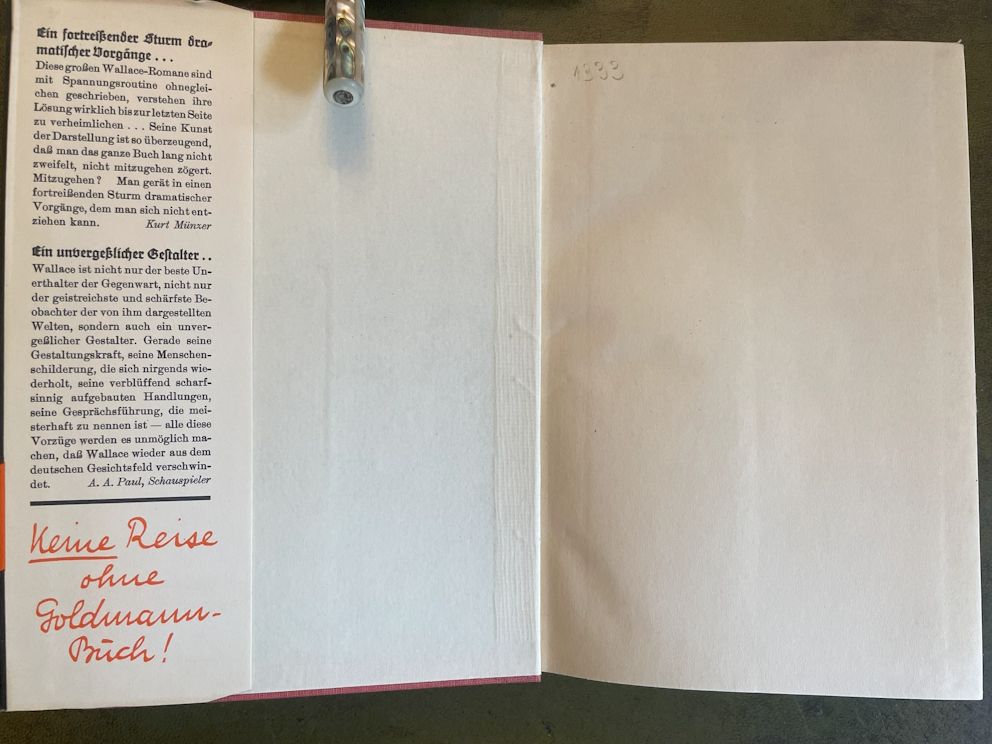 Ein fortreißender Sturm dra-
matischer Vorgänge . . .
Diese großen Wallace-Romane sind
mit Spannungsroutine ohneglei-
chen geschrieben, verstehen ihre
Lösung wirklich bis zur letzten Seite
zu verheimlichen . . . Seine Kunst
der Darstellung ist so überzeugend,
daß man das ganze Buch lang nicht
zweifelt, nicht mitzugehen zögert.
Mitzugehen? Man gerät in einen
fortreißenden Sturm dramatischer
Vorgänge, dem man sich nicht ent-
ziehen kann. Kurt Münzer
Ein unvergeßlicher Gestalter . .
Wallace ist nicht nur der beste Un-
terthalter der Gegenwart, nicht nur
der geistreichste und schärfste Be-
obachter der von ihm dargestellten
Welten, sondern auch ein unver-
geßlicher Gestalter. Gerade seine
Gestaltungskraft, seine Menschen-
schilderung, die sich nirgends wie-
derholt, seine verblüffend scharf-
sinnig aufgebauten Handlungen,
seine Gesprächsführung, die mei-
sterhaft zu nennen ist — alle diese
Vorzüge werden es unmöglich ma-
chen, daß Wallace wieder aus dem
deutschen Gesichtsfeld verschwin-
det. A. A. Paul, Schauspieler
Keine Reise
ohne
Goldmann-
Buch!
1933